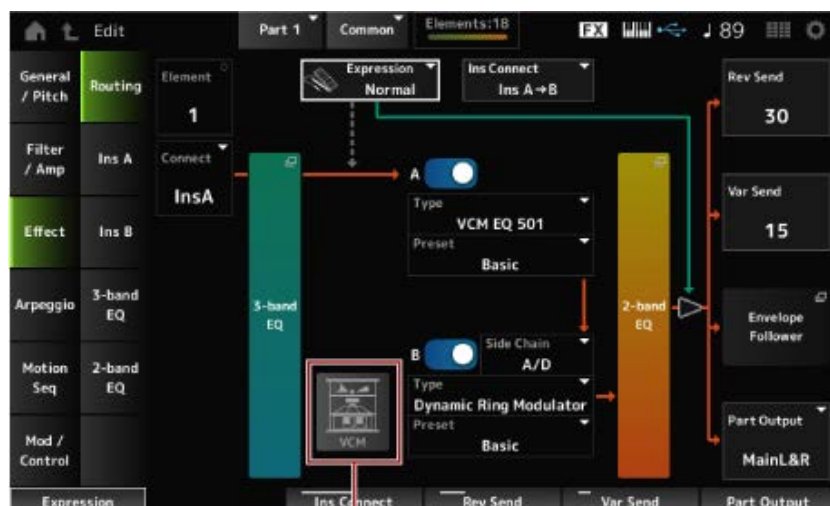 Edit
Part 1
Common
Elements:18
FX
89
General
/ Pitch
Routing
Element
1
Expression
Normal
Ins Connect
Ins A→B
Rev Send
30
Filter
/ Amp
Ins A
Connect
InsA
A
Type
VCM EQ 501
Preset
Basic
Var Send
15
Effect
Ins B
Arpeggio
3-band
EQ
3-band
EQ
2-band
EQ
Envelope
Follower
B
Side Chain
A/D
Type
Dynamic Ring Modulator
Preset
Basic
Motion
Seq
2-band
EQ
VCM
Mod /
Control
Part Output
MainL&R
Expression
Ins Connect
Rev Send
Var Send
Part Output